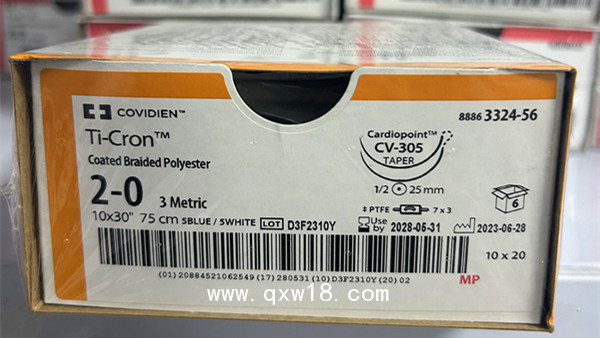 COVIDIEN™
8886 3324-56
Ti-Cron™
Coated Braided Polyester
Cardiopoint™
CV-305
TAPER
2-0 3 Metric
1/2 25 mm
6
‡ PTFE 7 x 3
10x30" 75 cm 5BLUE / 5WHITE LOT D3F2310Y
Use by 2028-05-31 2023-06-28
10 x 20
(01) 20884521062549 (17) 280531 (10) D3F2310Y (20) 02
MP
www.qxw18.com